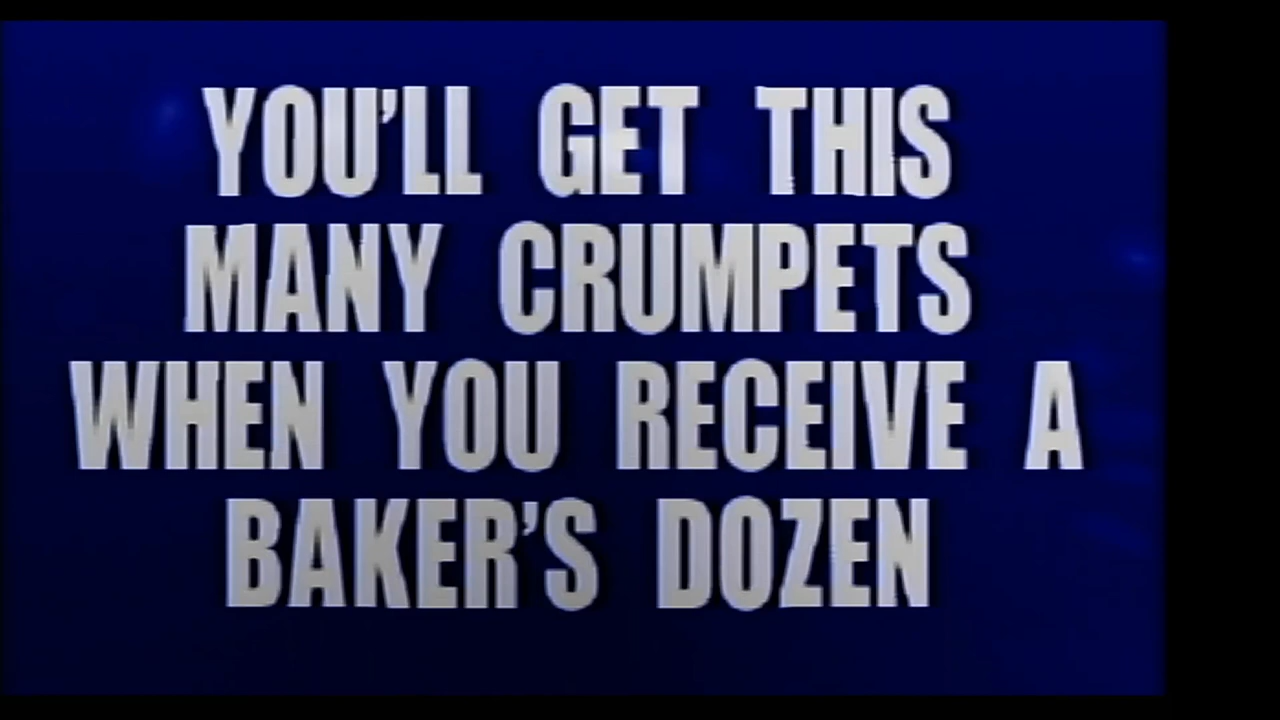 YOU'LL GET THIS
MANY CRUMPETS
WHEN YOU RECEIVE A
BAKER'S DOZEN